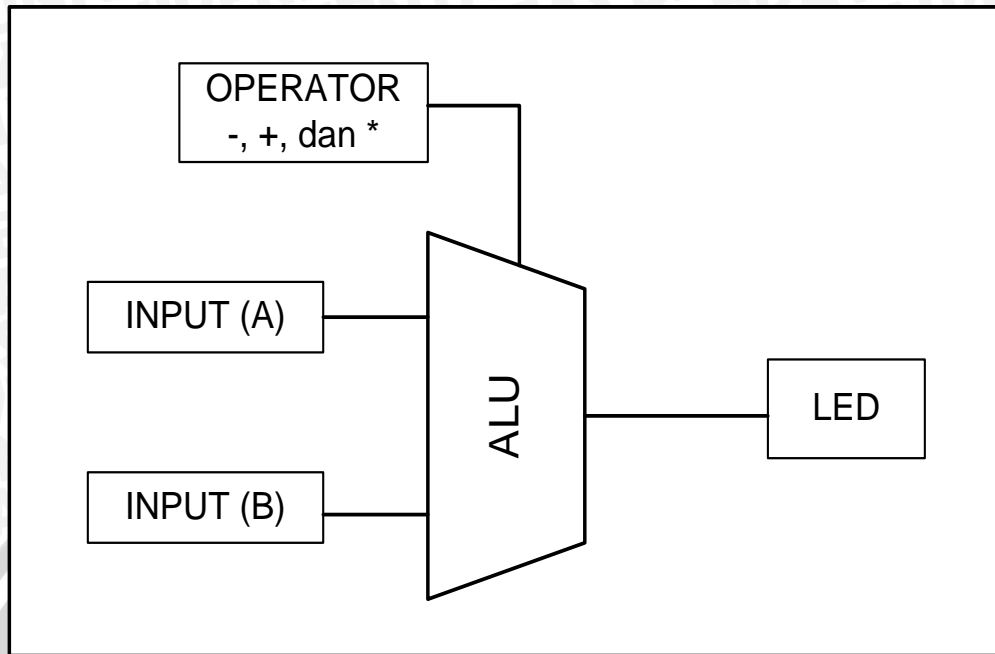 OPERATOR
-, +, dan *
INPUT (A)
ALU
LED
INPUT (B)